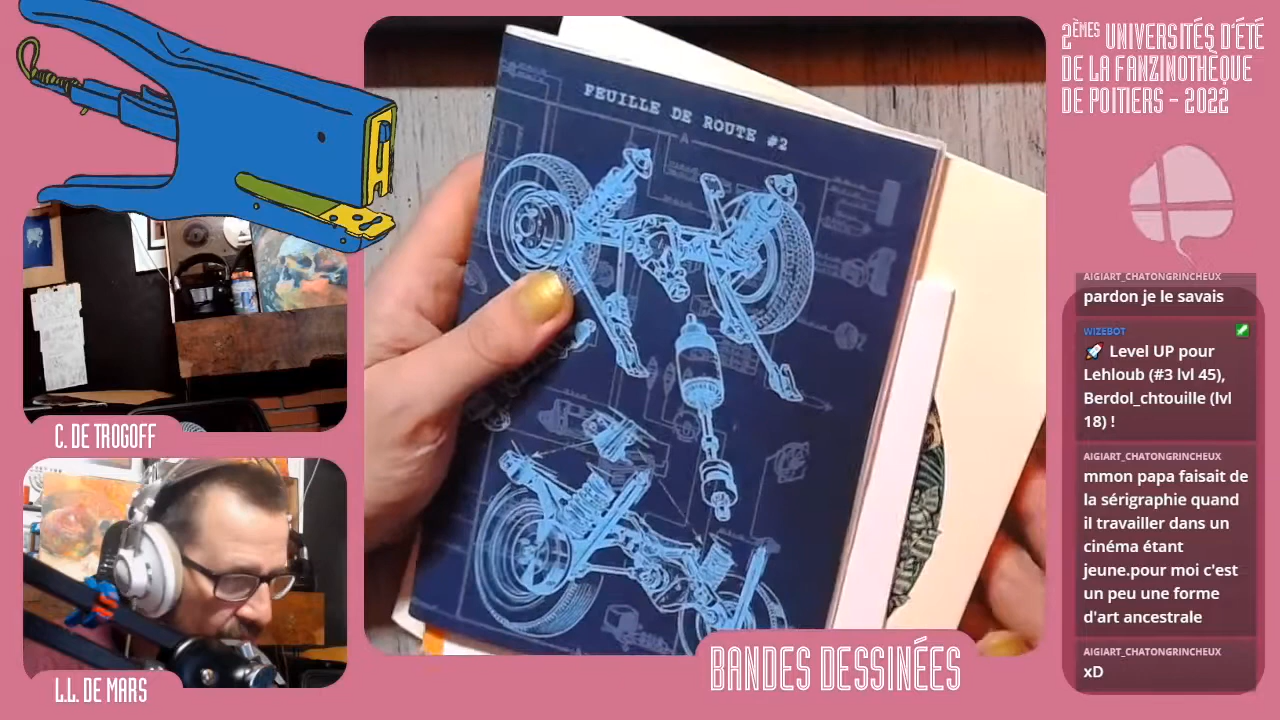 2ÈMES UNIVERSITÉS D'ÉTÉ
DE LA FANZINOTHÈQUE
DE POITIERS - 2022
FEUILLE DE ROUTE #2
A
C. DE TROGOFF
L.L. DE MARS
BANDES DESSINÉES
AIGIART_CHATONGRINCHEUX
pardon je le savais
WIZEBOT
🚀 Level UP pour
Lehloub (#3 lvl 45),
Berdol_chtouille (lvl
18) !
AIGIART_CHATONGRINCHEUX
mmon papa faisait de
la sérigraphie quand
il travailler dans un
cinéma étant
jeune.pour moi c'est
un peu une forme
d'art ancestrale
AIGIART_CHATONGRINCHEUX
xD